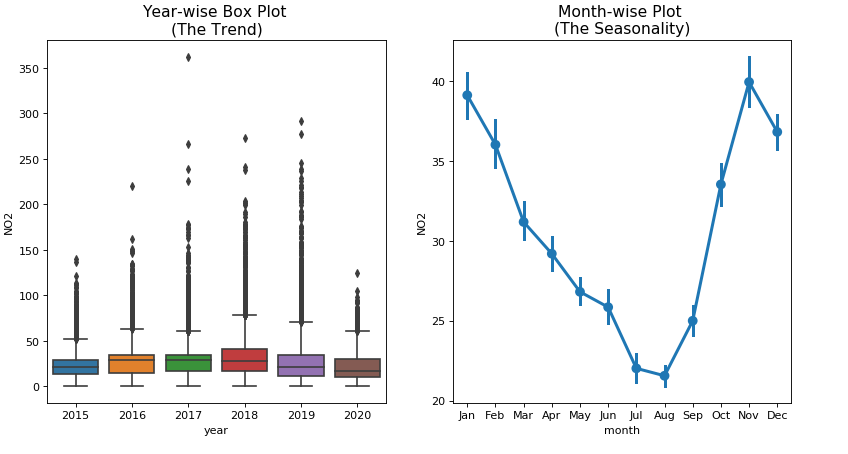 Year-wise Box Plot
(The Trend)
NO2
350
300
250
200
150
100
50
0
2015 2016 2017 2018 2019 2020
year
Month-wise Plot
(The Seasonality)
NO2
40
35
30
25
20
Jan Feb Mar Apr May Jun Jul Aug Sep Oct Nov Dec
month